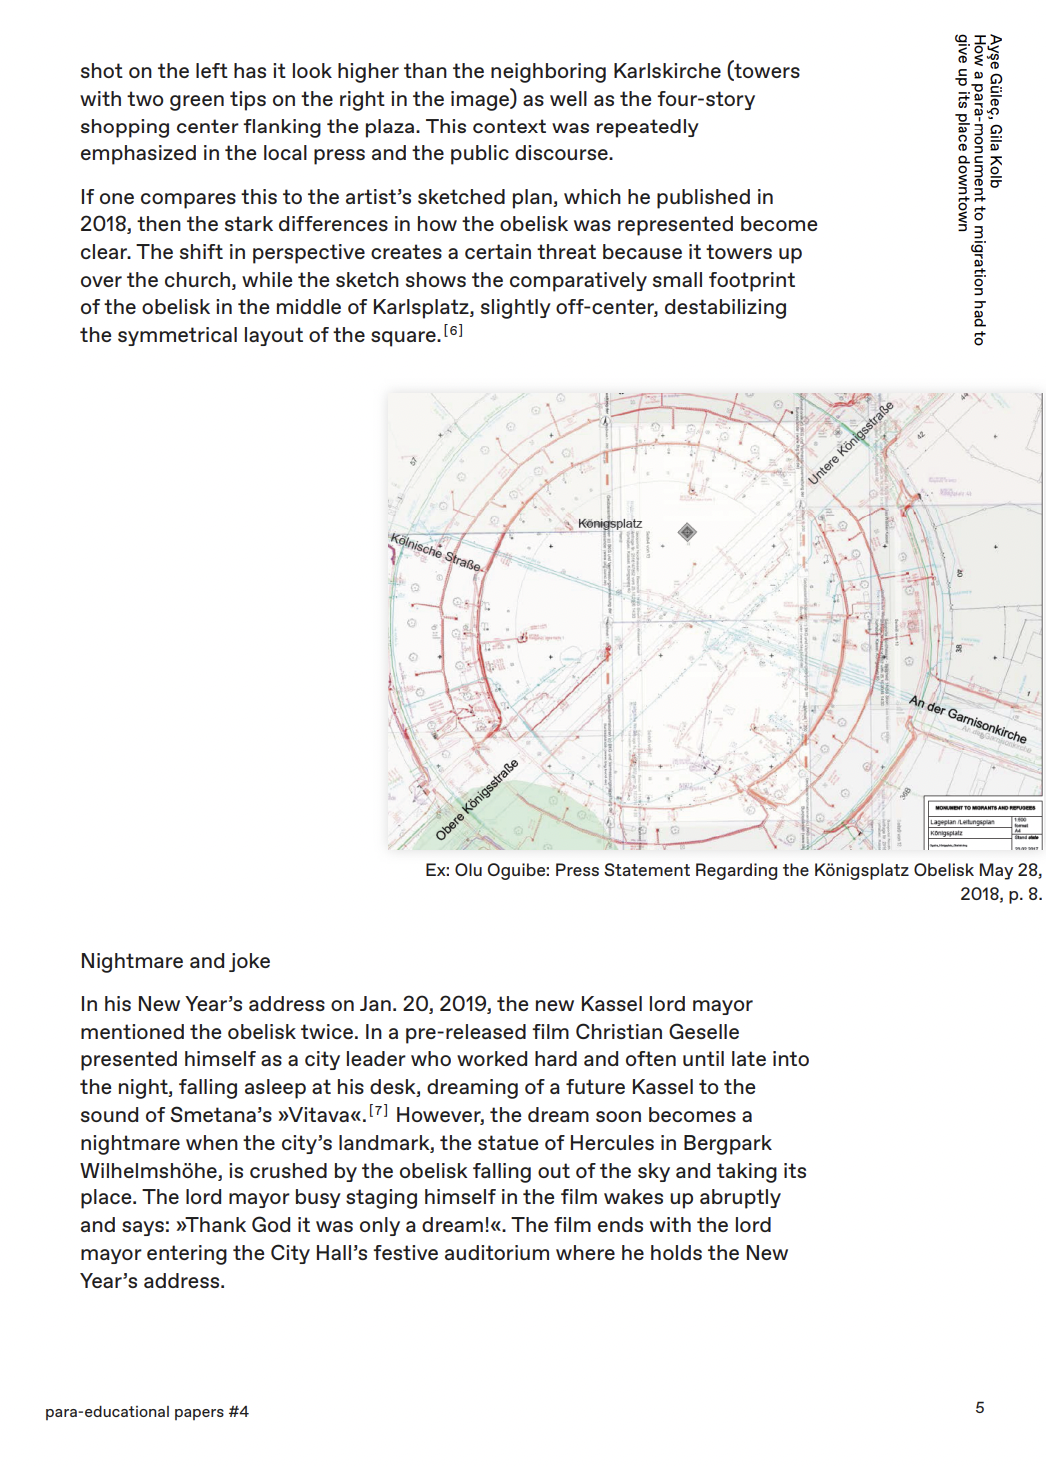 Ayşe Güleç, Gila Kolb
How a para-monument to migration had to
give up its place downtown
shot on the left has it look higher than the neighboring Karlskirche (towers
with two green tips on the right in the image) as well as the four-story
shopping center flanking the plaza. This context was repeatedly
emphasized in the local press and the public discourse.
If one compares this to the artist’s sketched plan, which he published in
2018, then the stark differences in how the obelisk was represented become
clear. The shift in perspective creates a certain threat because it towers up
over the church, while the sketch shows the comparatively small footprint
of the obelisk in the middle of Karlsplatz, slightly off-center, destabilizing
the symmetrical layout of the square.[6]
Untere Königsstraße
Königsplatz
Kölnische Straße
An der Garnisonkirche
Obere Königsstraße
57
44
42
40
38
36B
MONUMENT TO MIGRANTS AND REFUGEES
Lageplan /Leitungsplan
Königsplatz
1:500
format
A4
Ex: Olu Oguibe: Press Statement Regarding the Königsplatz Obelisk May 28,
2018, p. 8.
Nightmare and joke
In his New Year’s address on Jan. 20, 2019, the new Kassel lord mayor
mentioned the obelisk twice. In a pre-released film Christian Geselle
presented himself as a city leader who worked hard and often until late into
the night, falling asleep at his desk, dreaming of a future Kassel to the
sound of Smetana’s »Vitava«.[7] However, the dream soon becomes a
nightmare when the city’s landmark, the statue of Hercules in Bergpark
Wilhelmshöhe, is crushed by the obelisk falling out of the sky and taking its
place. The lord mayor busy staging himself in the film wakes up abruptly
and says: »Thank God it was only a dream!«. The film ends with the lord
mayor entering the City Hall’s festive auditorium where he holds the New
Year’s address.
para-educational papers #4
5